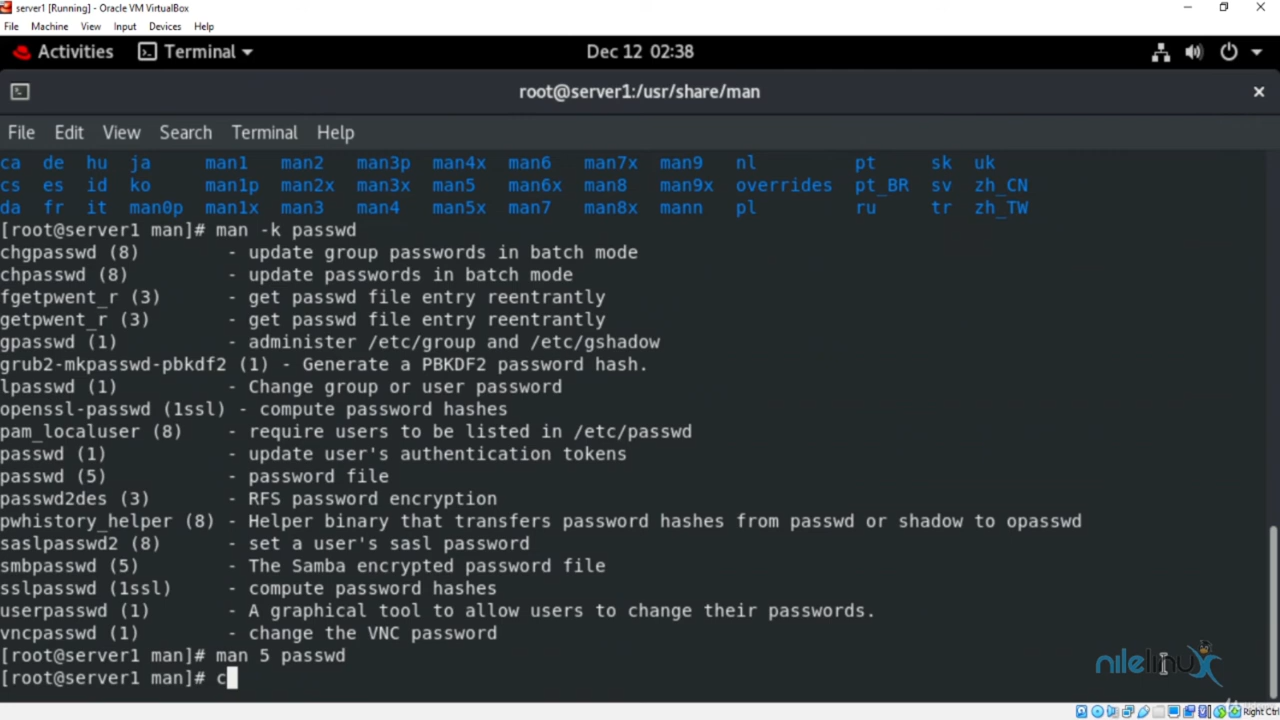 server1 [Running] - Oracle VM VirtualBox
File Machine View Input Devices Help
Activities Terminal Dec 12 02:38
root@server1:/usr/share/man
File Edit View Search Terminal Help
ca de hu ja man1 man2 man3p man4x man6 man7x man9 nl pt sk uk
cs es id ko man1p man2x man3x man5 man6x man8 man9x overrides pt_BR sv zh_CN
da fr it man0p man1x man3 man4 man5x man7 man8x mann pl ru tr zh_TW
[root@server1 man]# man -k passwd
chgpasswd (8) - update group passwords in batch mode
chpasswd (8) - update passwords in batch mode
fgetpwent_r (3) - get passwd file entry reentrantly
getpwent_r (3) - get passwd file entry reentrantly
gpasswd (1) - administer /etc/group and /etc/gshadow
grub2-mkpasswd-pbkdf2 (1) - Generate a PBKDF2 password hash.
lpasswd (1) - Change group or user password
openssl-passwd (1ssl) - compute password hashes
pam_localuser (8) - require users to be listed in /etc/passwd
passwd (1) - update user's authentication tokens
passwd (5) - password file
passwd2des (3) - RFS password encryption
pwhistory_helper (8) - Helper binary that transfers password hashes from passwd or shadow to opasswd
saslpasswd2 (8) - set a user's sasl password
smbpasswd (5) - The Samba encrypted password file
sslpasswd (1ssl) - compute password hashes
userpasswd (1) - A graphical tool to allow users to change their passwords.
vncpasswd (1) - change the VNC password
[root@server1 man]# man 5 passwd
[root@server1 man]# c
nilelinux
Right Ctrl